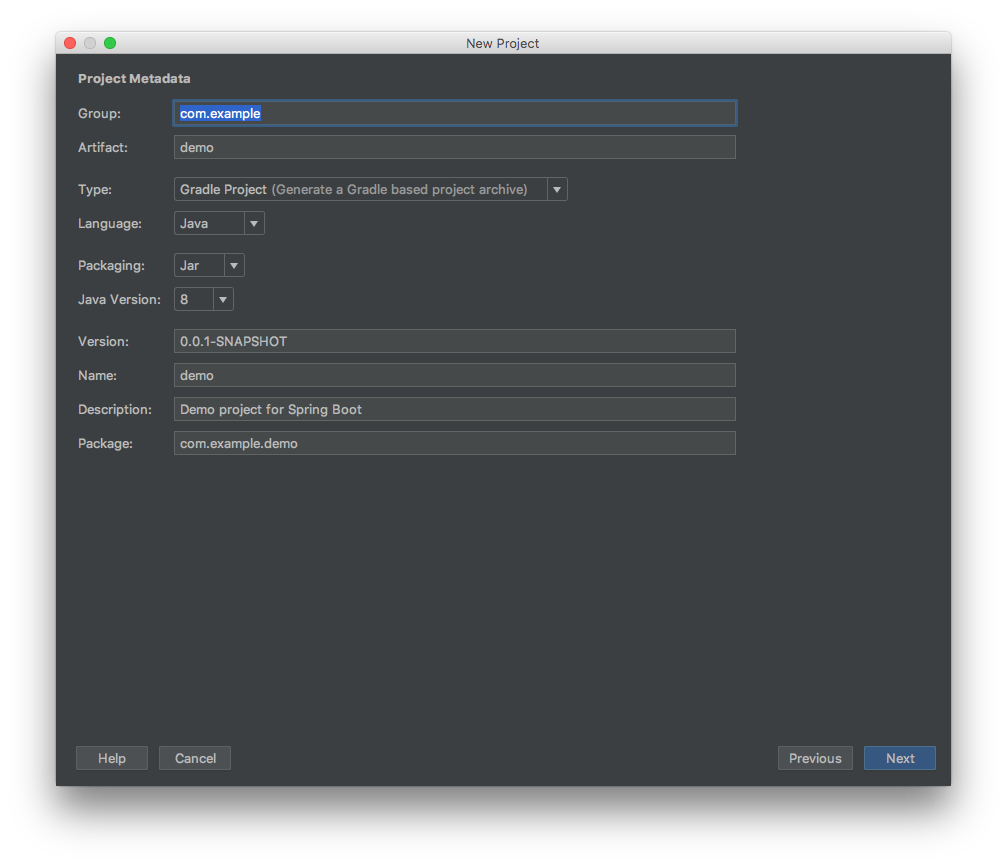 New Project
Project Metadata
Group: com.example
Artifact: demo
Type: Gradle Project (Generate a Gradle based project archive)
Language: Java
Packaging: Jar
Java Version: 8
Version: 0.0.1-SNAPSHOT
Name: demo
Description: Demo project for Spring Boot
Package: com.example.demo
Help Cancel Previous Next